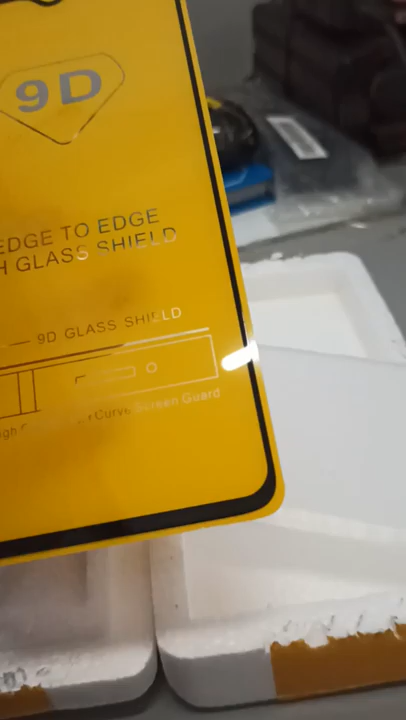 9D
EDGE TO EDGE
H GLASS SHIELD
9D GLASS SHIELD
Curve Screen Guard